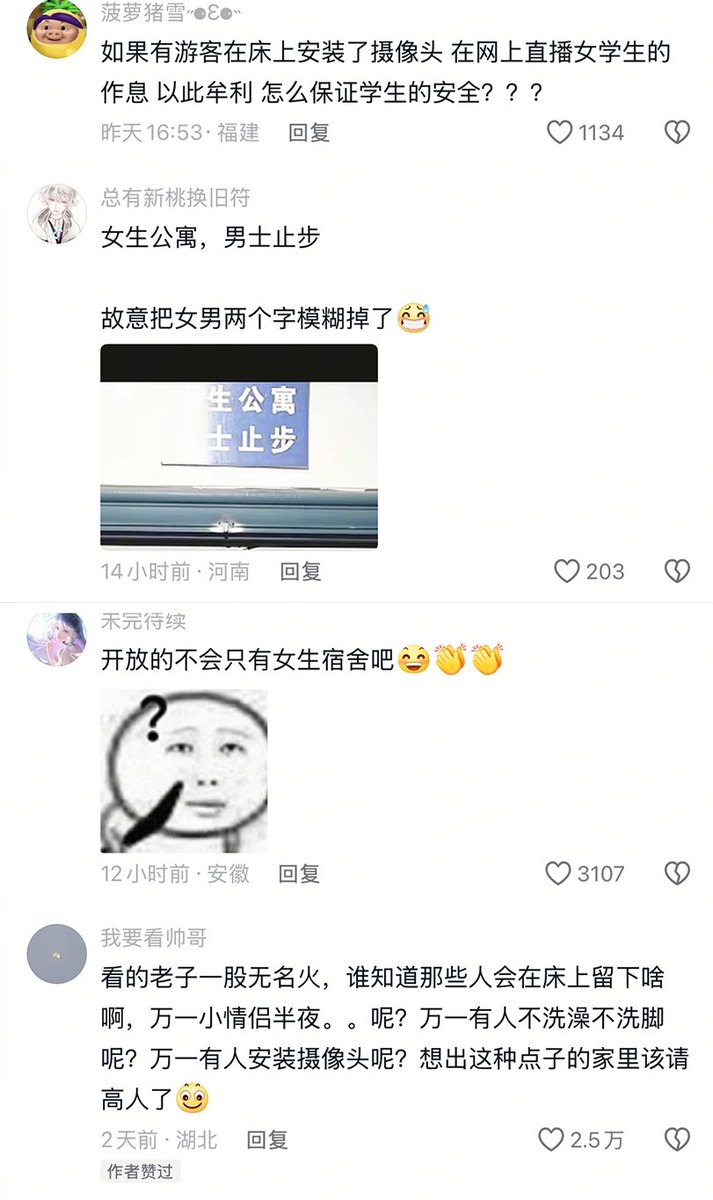 菠萝猪雪
如果有游客在床上安装了摄像头 在网上直播女学生的
作息 以此牟利 怎么保证学生的安全？？？
昨天 16:53 · 福建 回复 1134
总有新桃换旧符
女生公寓，男士止步
故意把女男两个字模糊掉了😅
生公寓
士止步
14小时前 · 河南 回复 203
未完待续
开放的不会只有女生宿舍吧😄👏👏
?
12小时前 · 安徽 回复 3107
我要看帅哥
看的老子一股无名火，谁知道那些人会在床上留下啥
啊，万一小情侣半夜。。呢？万一有人不洗澡不洗脚
呢？万一有人安装摄像头呢？想出这种点子的家里该请
高人了
2天前 · 湖北 回复 2.5万
作者赞过